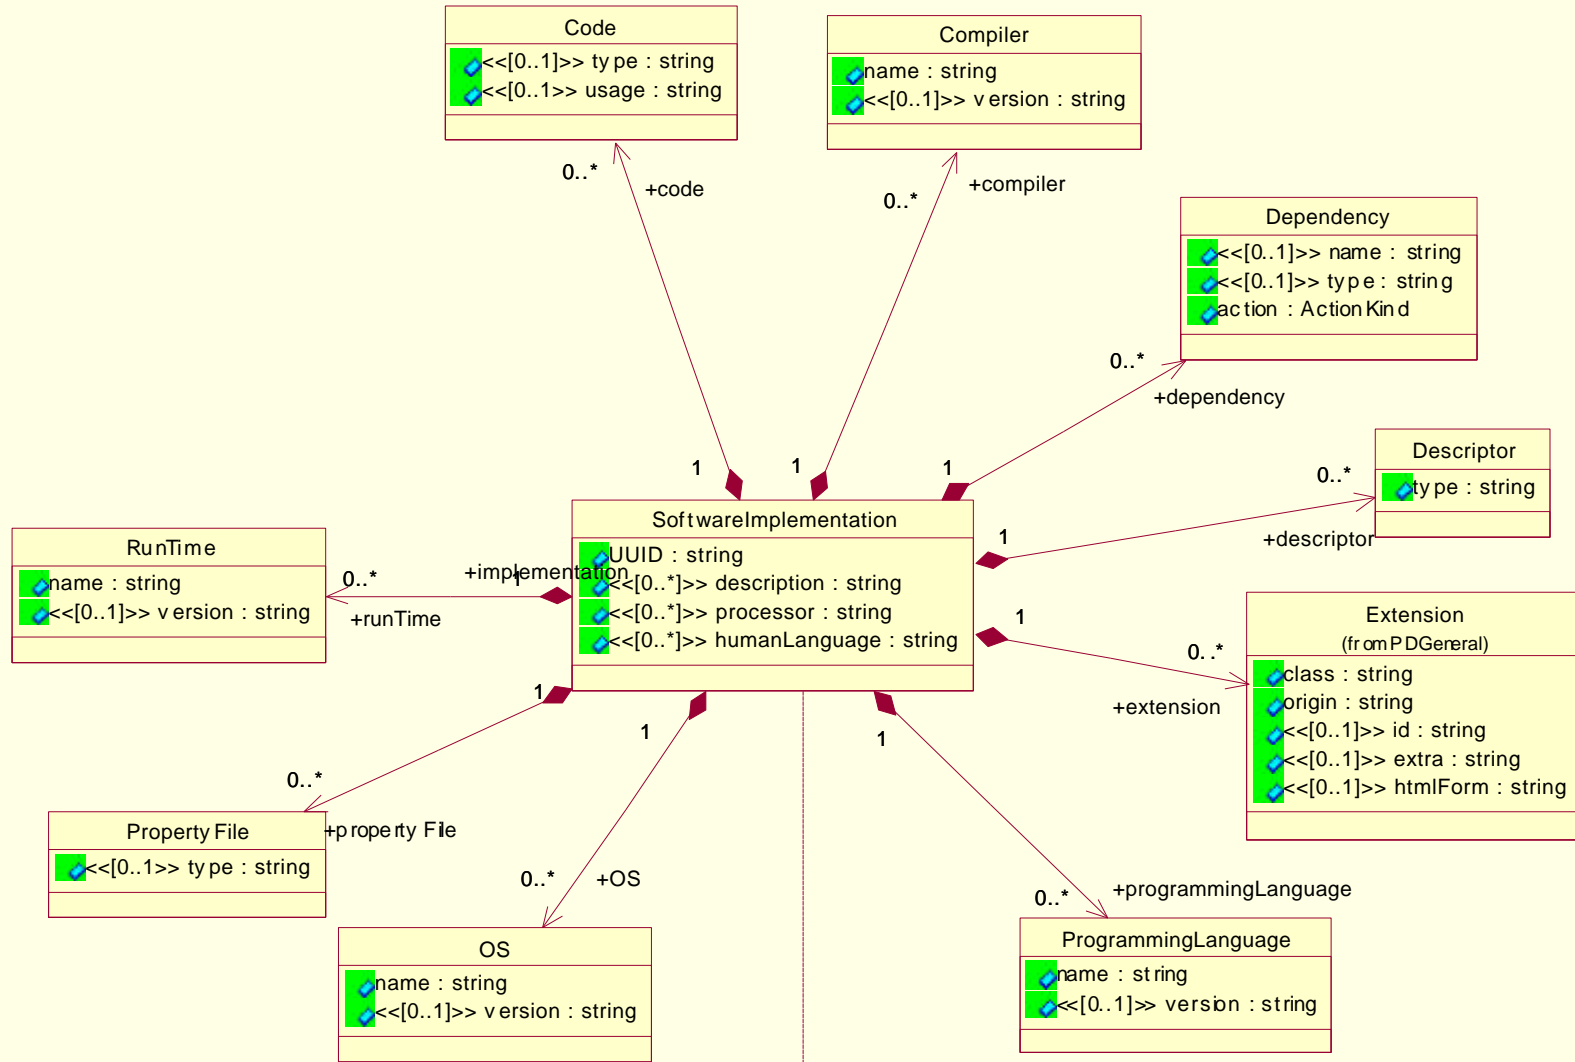 Code
<<[0..1]>> type : string
<<[0..1>> usage : string
Compiler
name : string
<<[0..1]>> version : string
0..*
+code
0..*
+compiler
Dependency
<<[0..1]>> name : string
<<[0..1]>> type : string
action : ActionKind
0..*
+dependency
1
1
1
Descriptor
type : string
0..*
1
+descriptor
SoftwareImplementation
UUID : string
<<[0..*]>> description : string
<<[0..*]>> processor : string
<<[0..*]>> humanLanguage : string
RunTime
name : string
<<[0..1]>> version : string
0..*
+implementation
1
+runTime
1
0..*
+extension
Extension
(from PDGeneral)
class : string
origin : string
<<[0..1]>> id : string
<<[0..1]>> extra : string
<<[0..1]>> htmlForm : string
1
1
1
0..*
+property File
Property File
<<[0..1>> type : string
0..*
+OS
OS
name : string
<<[0..1]>> version : string
+programmingLanguage
0..*
ProgrammingLanguage
name : string
<<[0..1]>> version : string